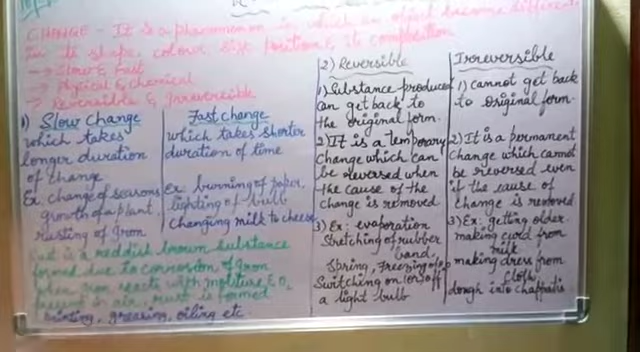 CHANGE - It is a phenomenon in which an object become different
in its shape, colour, size position & its composition
→ Slow & Fast
→ Physical & chemical
→ Reversible & Irreversible
1) Slow change
which takes
longer duration
of change
Ex: change of seasons
growth of a plant,
rusting of Iron
Fast change
which takes shorter
duration of time
Ex: burning of paper,
lighting of bulb
Changing milk to cheese
Rust is a reddish brown substance
formed due to corrosion of Iron
when iron reacts with moisture & O2
present in air, rust is formed
Painting, greasing, oiling etc.
2) Reversible
1) Substance produced
can get back to
the original form.
2) It is a temporary
change which can
be reversed when
the cause of the
change is removed
3) Ex: evaporation
Stretching of rubber
band,
Spring, Freezing of
Switching on (or) off
a light bulb
Irreversible
1) cannot get back
to original form.
2) It is a permanent
change which cannot
be reversed even
if the cause of
change is removed
3) Ex: getting older.
making curd from
milk
making dress from
cloth
dough into chappatis